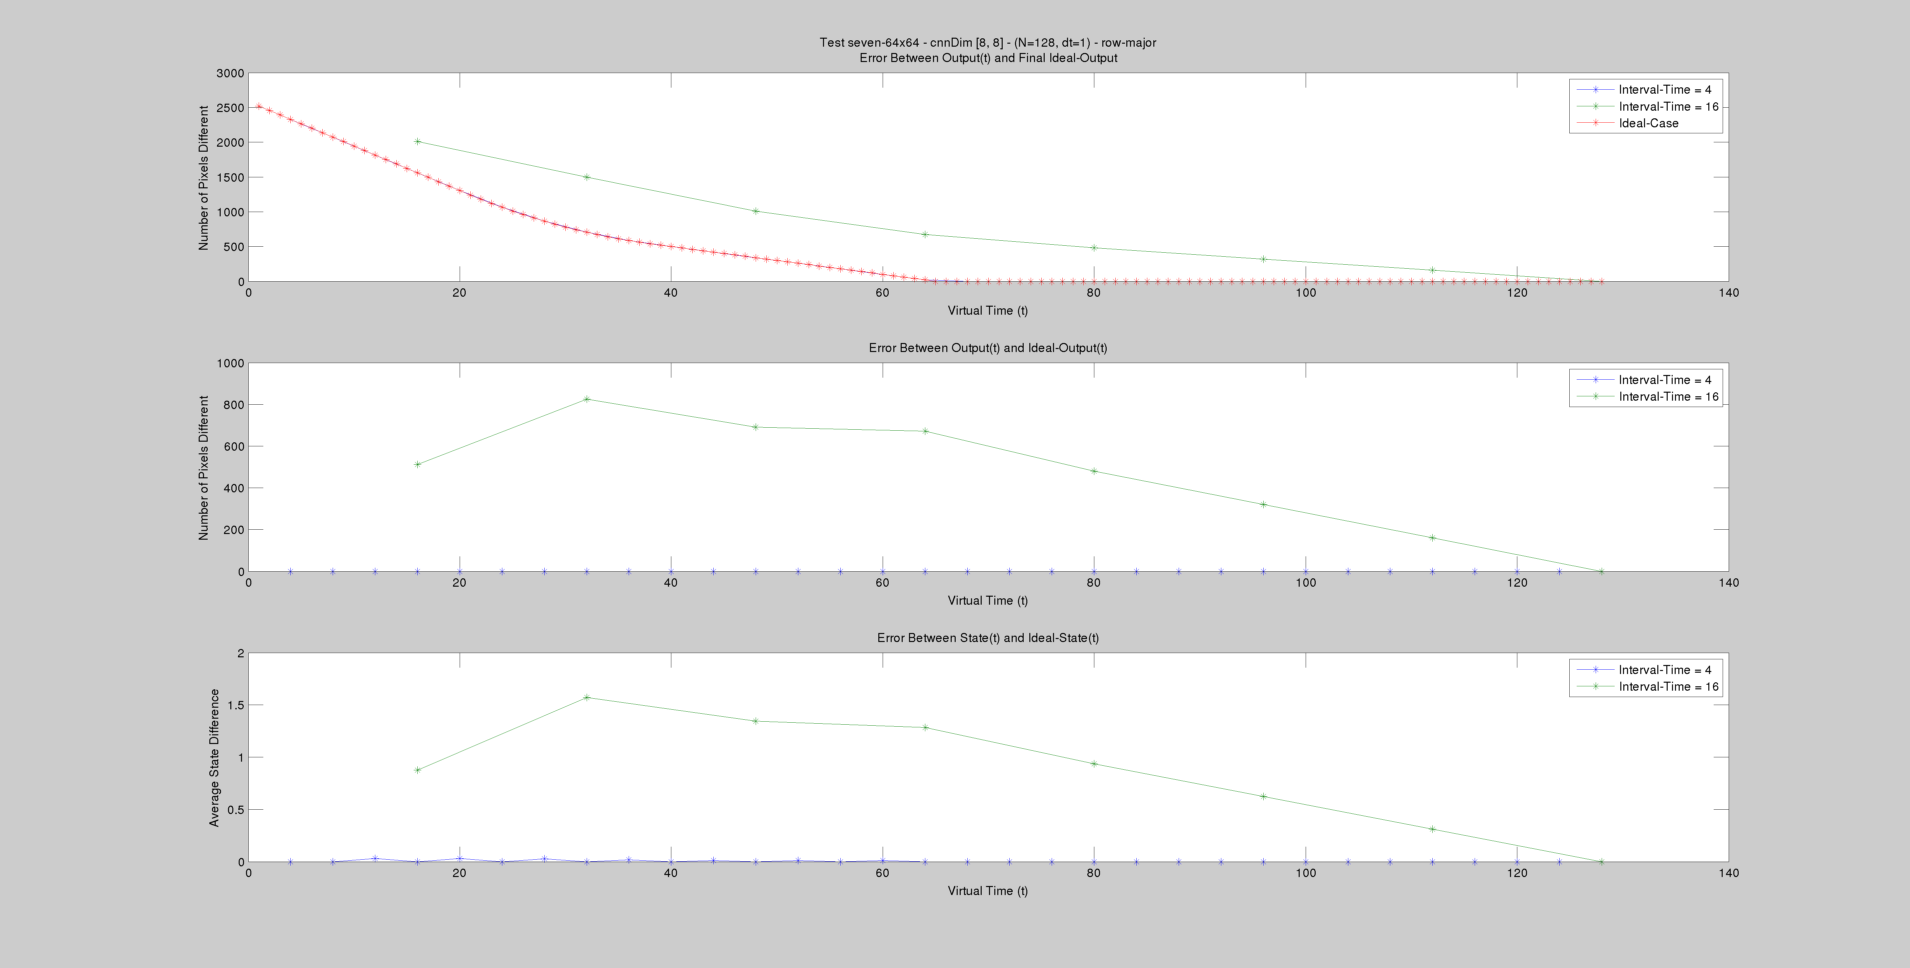 Test seven-64x64 - cnnDim [8, 8] - (N=128, dt=1) - row-major
Error Between Output(t) and Final Ideal-Output
Number of Pixels Different
3000
2500
2000
1500
1000
500
0
0 20 40 60 80 100 120 140
Virtual Time (t)
Interval-Time = 4
Interval-Time = 16
Ideal-Case
Error Between Output(t) and Ideal-Output(t)
Number of Pixels Different
1000
800
600
400
200
0
0 20 40 60 80 100 120 140
Virtual Time (t)
Interval-Time = 4
Interval-Time = 16
Error Between State(t) and Ideal-State(t)
Average State Difference
2
1.5
1
0.5
0
0 20 40 60 80 100 120 140
Virtual Time (t)
Interval-Time = 4
Interval-Time = 16